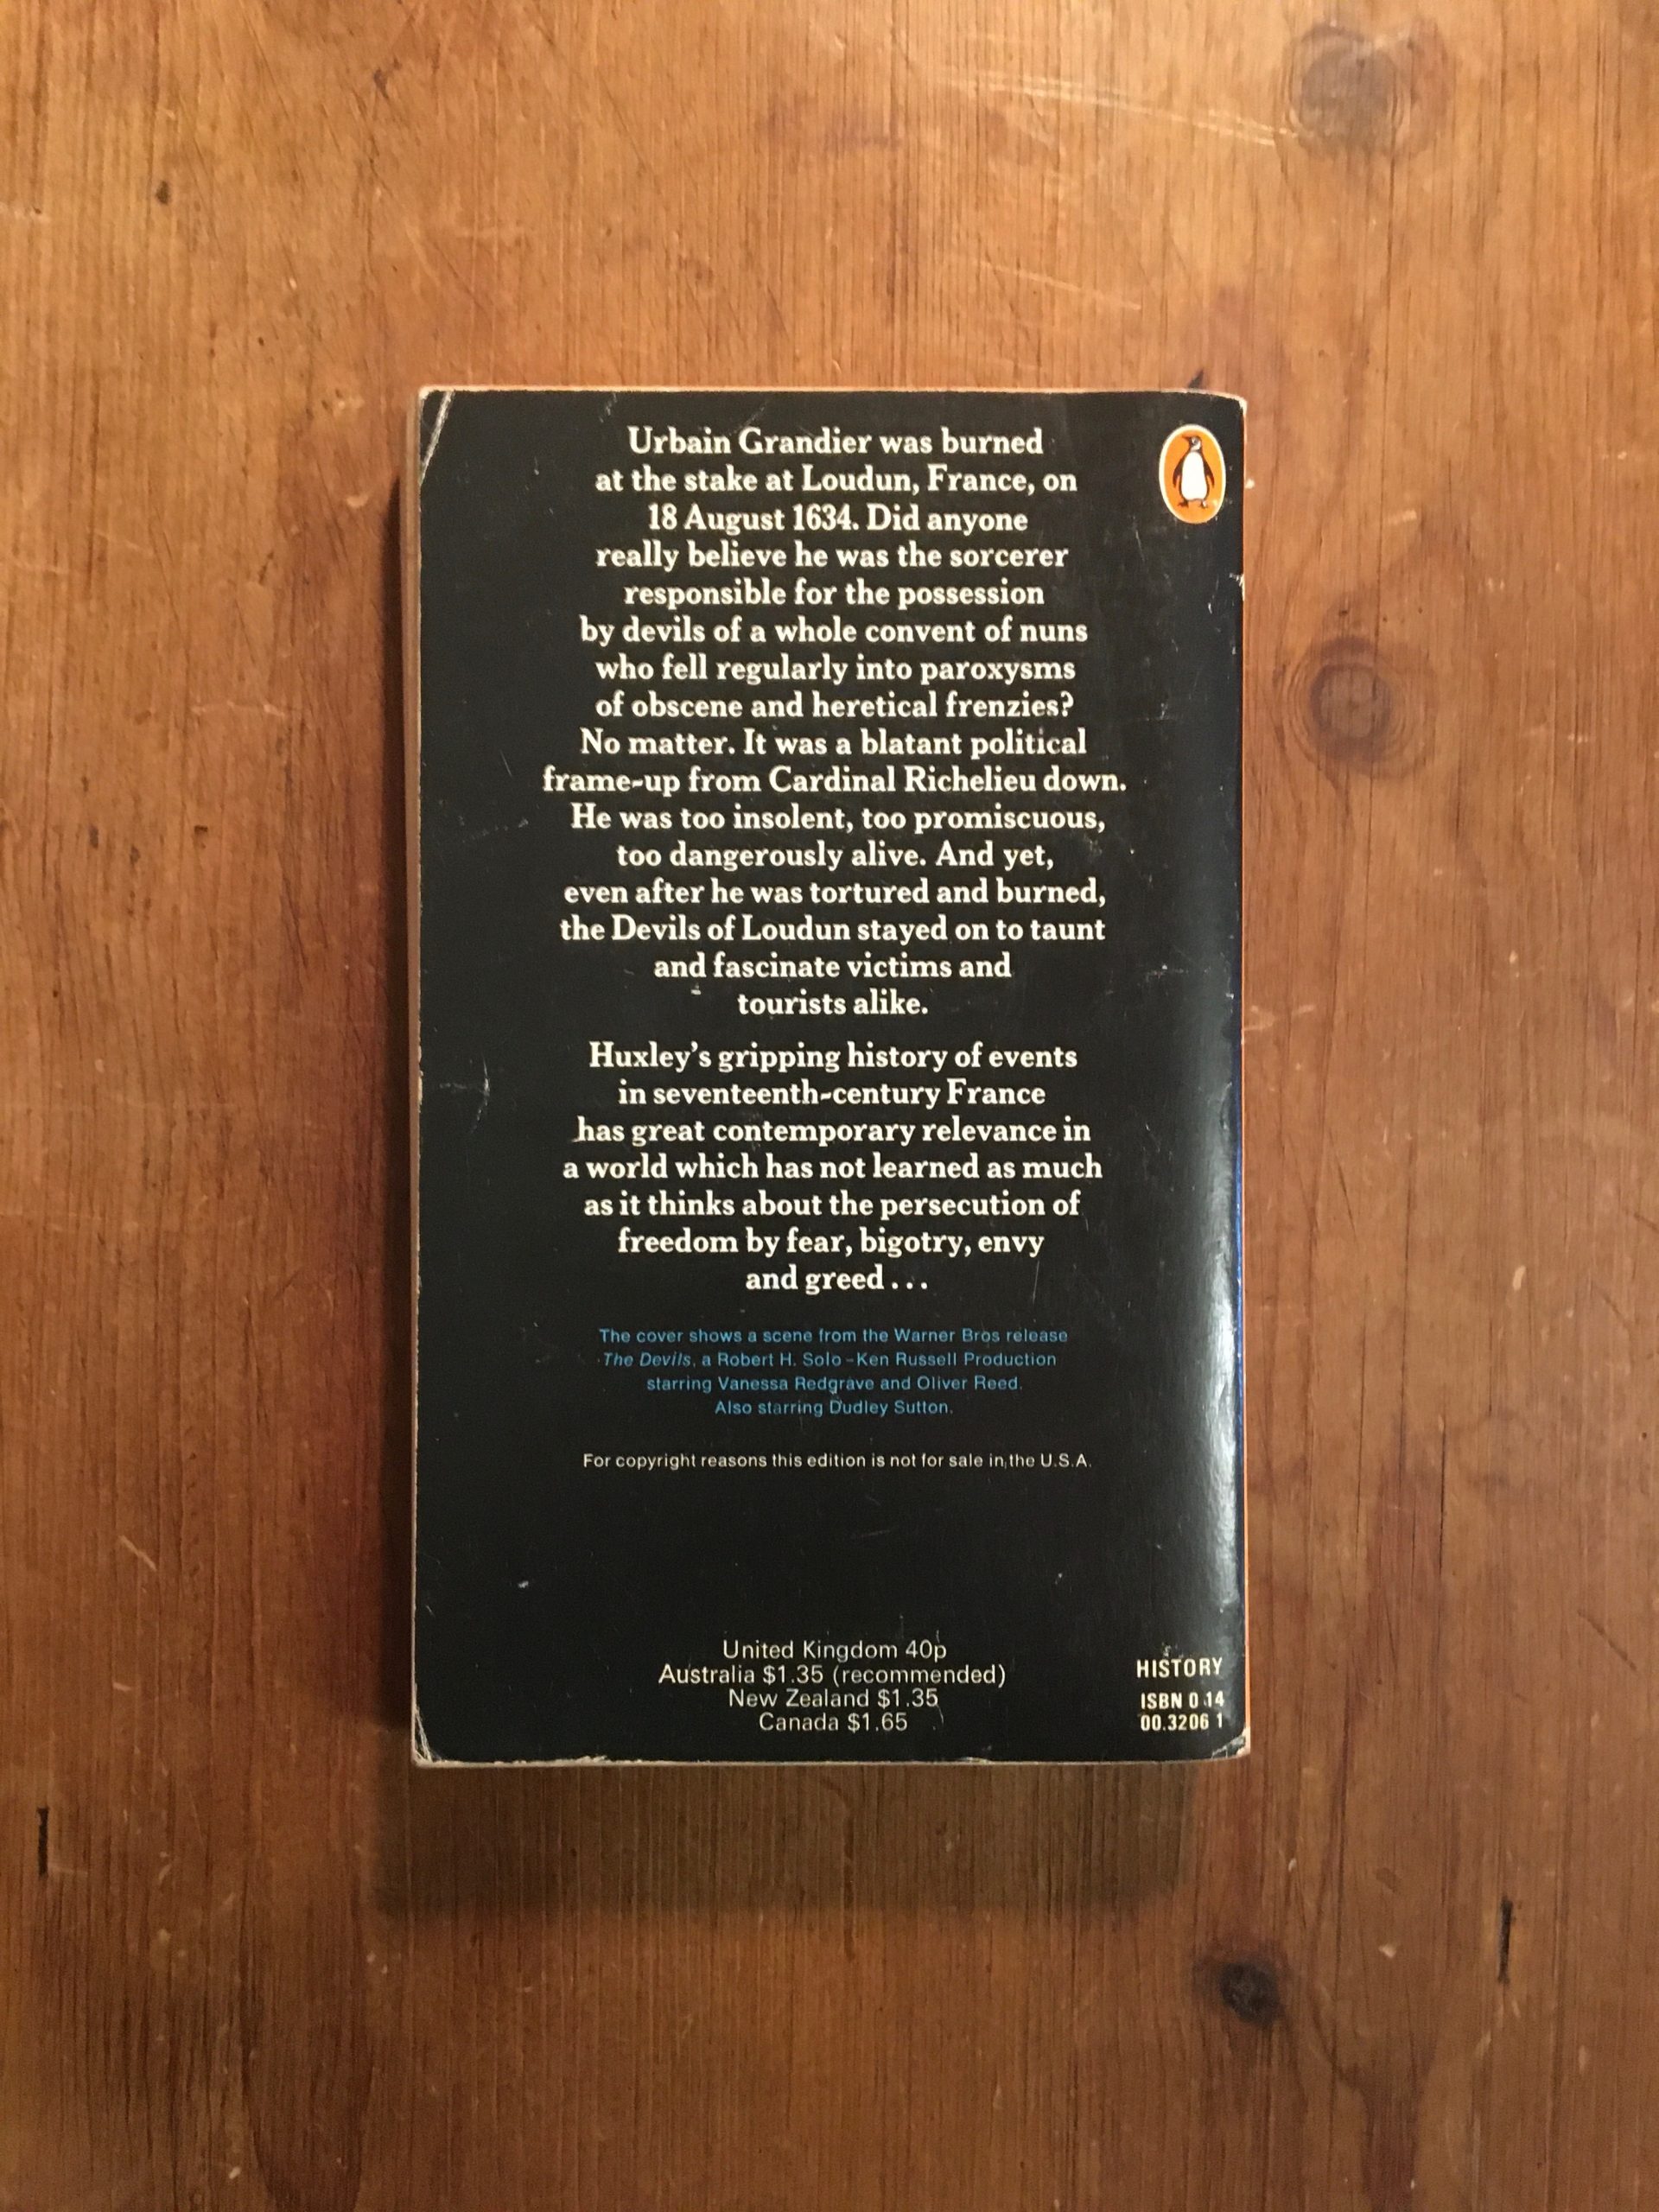 Urbain Grandier was burned
at the stake at Loudun, France, on
18 August 1634. Did anyone
really believe he was the sorcerer
responsible for the possession
by devils of a whole convent of nuns
who fell regularly into paroxysms
of obscene and heretical frenzies?
No matter. It was a blatant political
frame-up from Cardinal Richelieu down.
He was too insolent, too promiscuous,
too dangerously alive. And yet,
even after he was tortured and burned,
the Devils of Loudun stayed on to taunt
and fascinate victims and
tourists alike.
Huxley's gripping history of events
in seventeenth-century France
has great contemporary relevance in
a world which has not learned as much
as it thinks about the persecution of
freedom by fear, bigotry, envy
and greed...
The cover shows a scene from the Warner Bros release
The Devils, a Robert H. Solo–Ken Russell Production
starring Vanessa Redgrave and Oliver Reed.
Also starring Dudley Sutton.
For copyright reasons this edition is not for sale in the U.S.A.
United Kingdom 40p
Australia $1.35 (recommended)
New Zealand $1.35
Canada $1.65
HISTORY
ISBN 0 14
00.3206 1